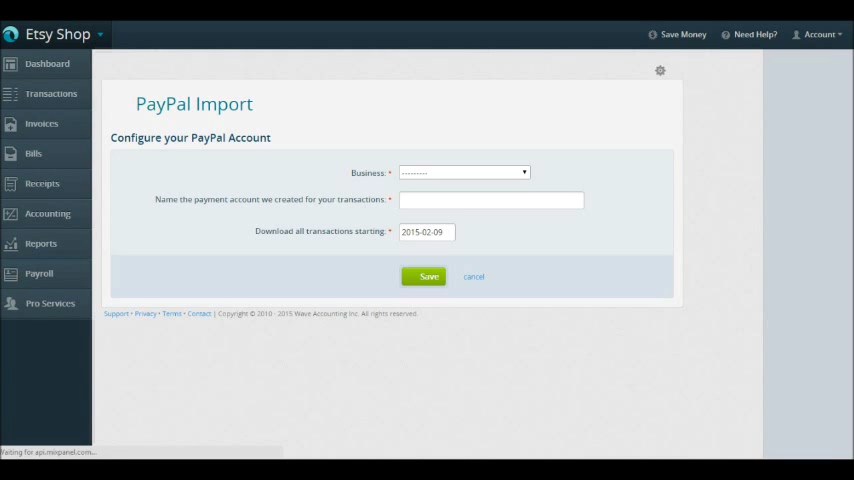 Etsy Shop
Save Money
Need Help?
Account
Dashboard
Transactions
Invoices
Bills
Receipts
Accounting
Reports
Payroll
Pro Services
PayPal Import
Configure your PayPal Account
Business: * ---------
Name the payment account we created for your transactions: *
Download all transactions starting: * 2015-02-09
Save cancel
Support • Privacy • Terms • Contact | Copyright © 2010 - 2015 Wave Accounting Inc. All rights reserved.
Waiting for api.mixpanel.com...